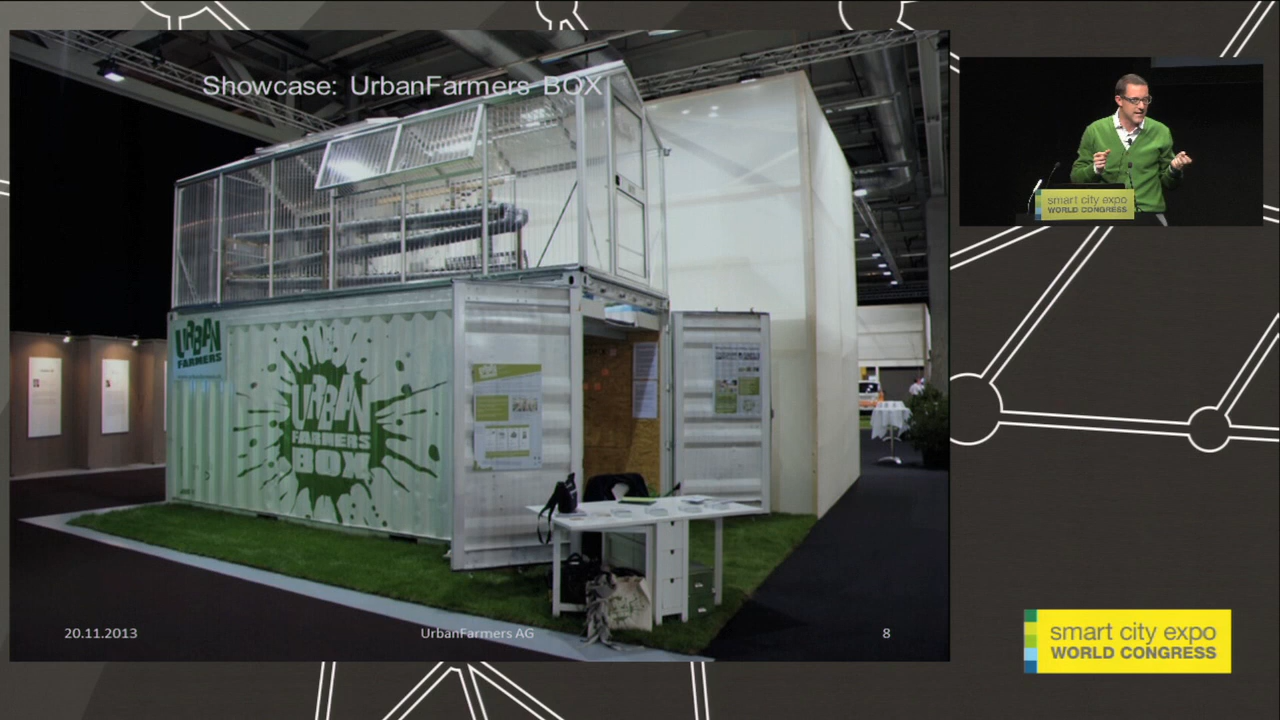 Showcase: UrbanFarmers BOX
URBAN
FARMERS
URBAN
FARMERS
BOX
20.11.2013
UrbanFarmers AG
8
smart city expo
WORLD CONGRESS
smart city expo
WORLD CONGRESS